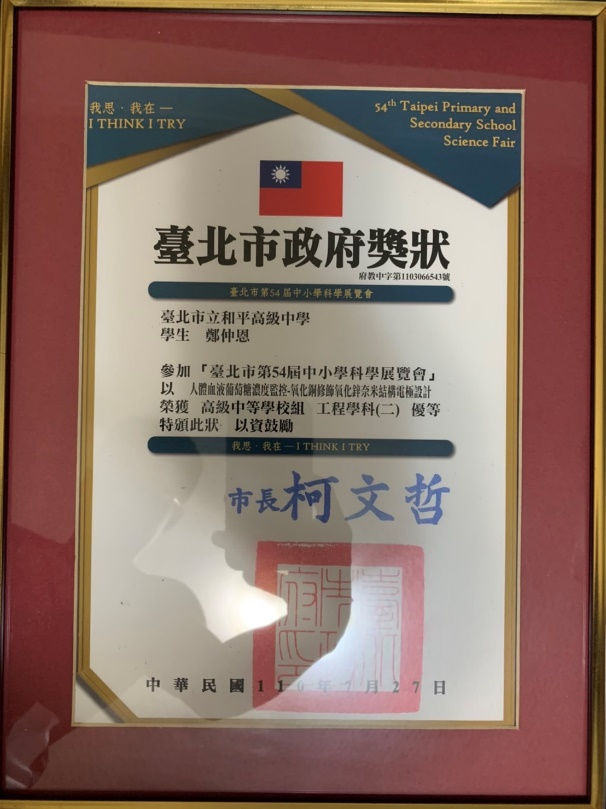 我思．我在—
I THINK I TRY
54th Taipei Primary and
Secondary School
Science Fair
臺北市政府獎狀
府教中字第1103066543號
臺北市第54屆中小學科學展覽會
臺北市立和平高級中學
學生 鄭仲恩
參加「臺北市第54屆中小學科學展覽會」
以 人體血液葡萄糖濃度監控-氧化銅修飾氧化鋅奈米結構電極設計
榮獲 高級中等學校組 工程學科(二) 優等
特頒此狀 以資鼓勵
我思．我在—I THINK I TRY
市長柯文哲
中華民國110年7月27日